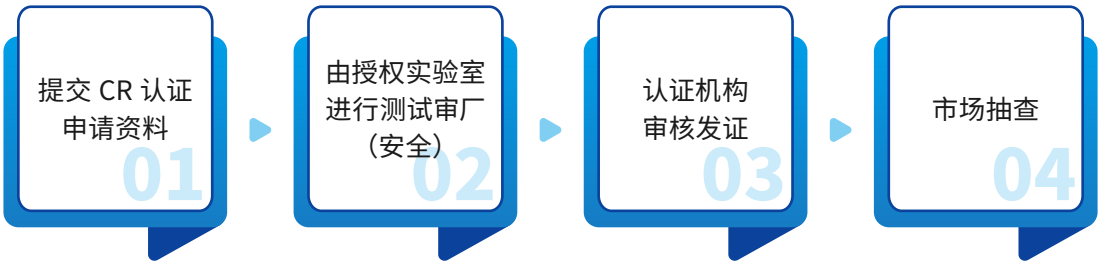 提交 CR 认证
申请资料
01
由授权实验室
进行测试审厂
（安全）
02
认证机构
审核发证
03
市场抽查
04